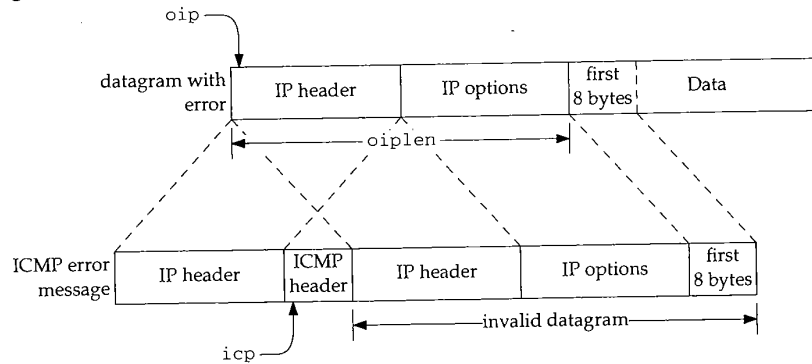 oip
datagram with error
IP header
IP options
first 8 bytes
Data
oiplen
ICMP error message
IP header
ICMP header
IP header
IP options
first 8 bytes
invalid datagram
icp